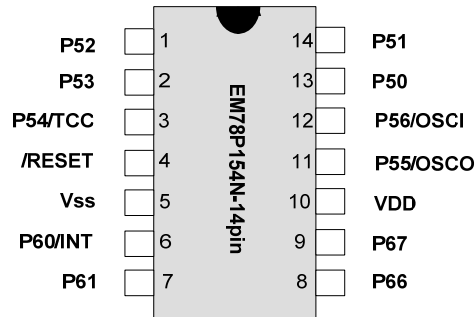 P52 1 14 P51
P53 2 13 P50
P54/TCC 3 12 P56/OSCI
/RESET 4 11 P55/OSCO
Vss 5 10 VDD
P60/INT 6 9 P67
P61 7 8 P66
EM78P154N-14pin